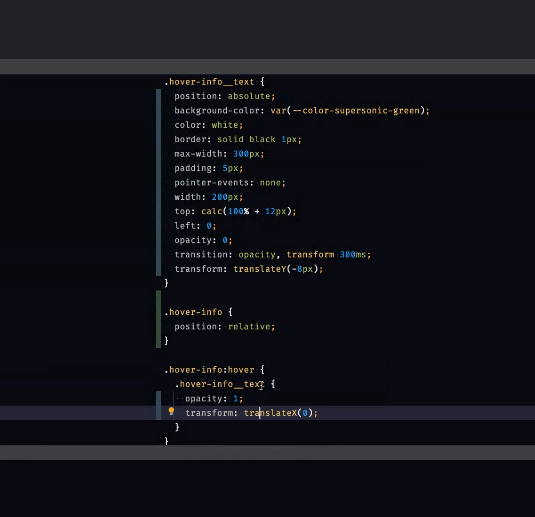 .hover-info__text {
position: absolute;
background-color: var(--color-supersonic-green);
color: white;
border: solid black 1px;
max-width: 300px;
padding: 5px;
pointer-events: none;
width: 200px;
top: calc(100% + 12px);
left: 0;
opacity: 0;
transition: opacity, transform 300ms;
transform: translateY(-8px);
}
.hover-info {
position: relative;
}
.hover-info:hover {
.hover-info__text {
opacity: 1;
transform: translateX(0);
}
}